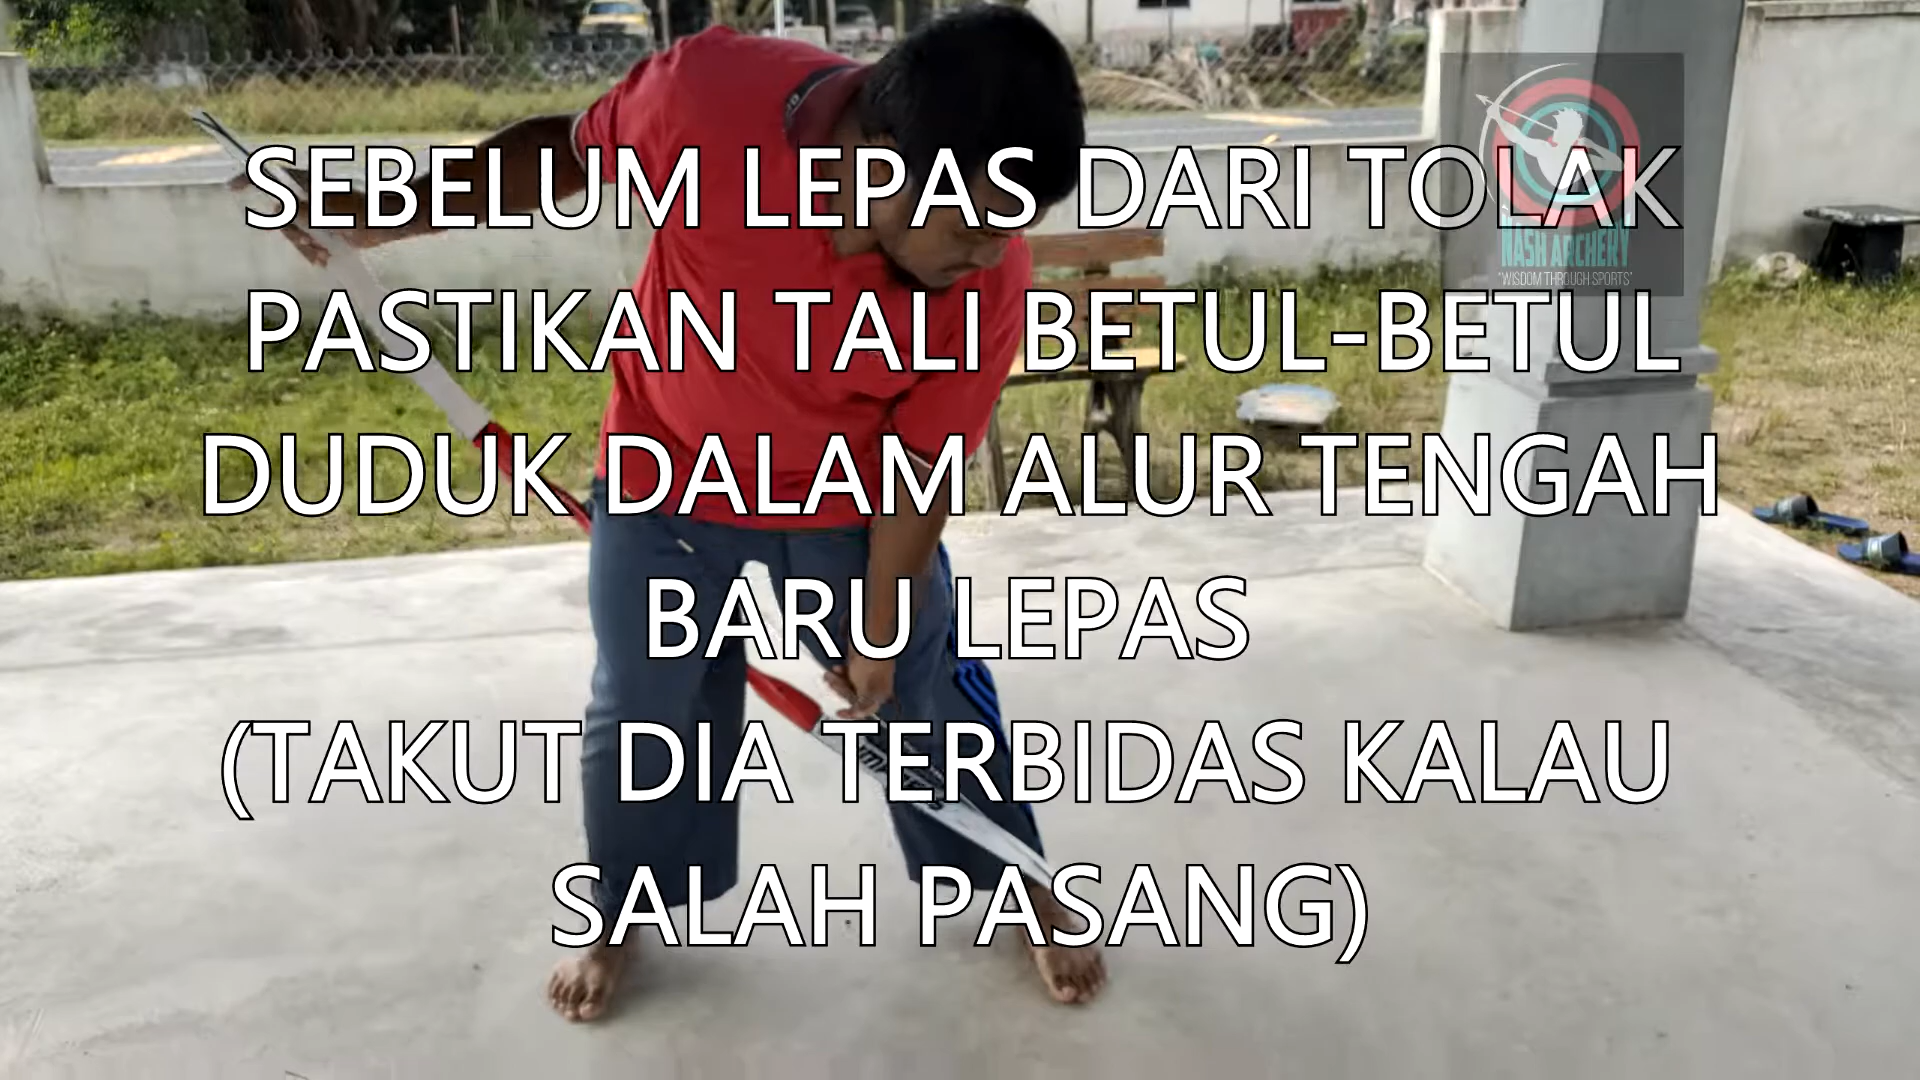 SEBELUM LEPAS DARI TOLAK
PASTIKAN TALI BETUL-BETUL
DUDUK DALAM ALUR TENGAH
BARU LEPAS
(TAKUT DIA TERBIDAS KALAU
SALAH PASANG)
NASH ARCHERY
"WISDOM THROUGH SPORTS"